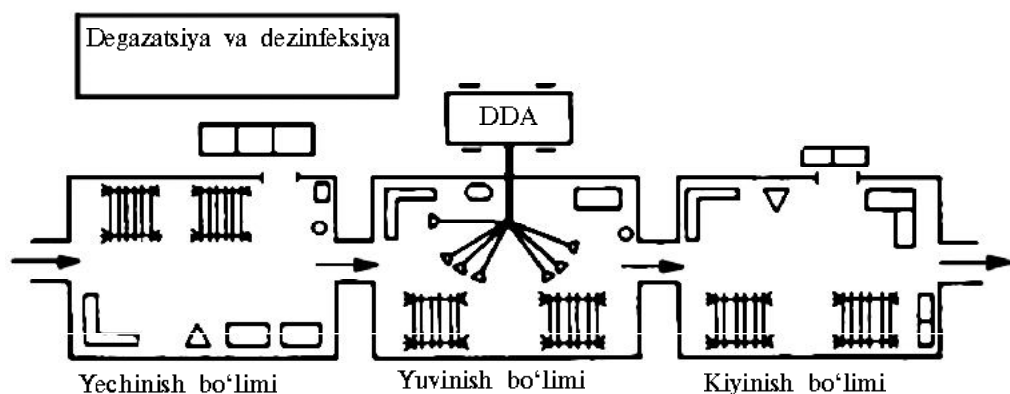 Degazatsiya va dezinfeksiya
DDA
Yechinish bo‘limi
Yuvinish bo‘limi
Kiyinish bo‘limi